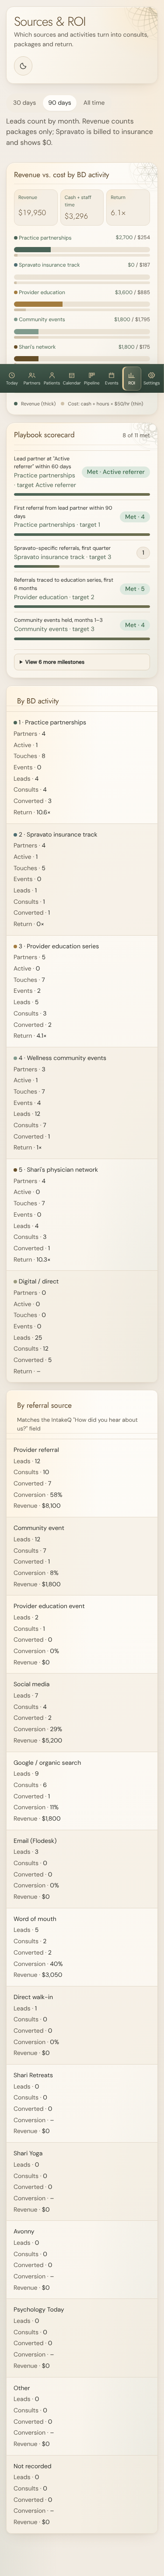 Sources & ROI
Which sources and activities turn into consults,
packages and return.
30 days
90 days
All time
Leads count by month. Revenue counts
packages only; Spravato is billed to insurance
and shows $0.
Revenue vs. cost by BD activity
Revenue
$19,950
Cash + staff
time
$3,296
Return
6.1×
Practice partnerships
$2,700 / $254
Spravato insurance track
$0 / $187
Provider education
$3,600 / $885
Community events
$1,800 / $1,795
Shari's network
$1,800 / $175
Today
Partners
Patients
Calendar
Pipeline
Events
ROI
Settings
Revenue (thick)
Cost: cash + hours × $50/hr (thin)
Playbook scorecard
8 of 11 met
Lead partner at "Active
referrer" within 60 days
Practice partnerships
· target Active referrer
Met · Active referrer
First referral from lead partner within 90
days
Practice partnerships · target 1
Met · 4
Spravato-specific referrals, first quarter
Spravato insurance track · target 3
1
Referrals traced to education series, first
6 months
Provider education · target 2
Met · 5
Community events held, months 1–3
Community events · target 3
Met · 4
View 6 more milestones
By BD activity
1 · Practice partnerships
Partners · 4
Active · 1
Touches · 8
Events · 0
Leads · 4
Consults · 4
Converted · 3
Return · 10.6×
2 · Spravato insurance track
Partners · 4
Active · 1
Touches · 5
Events · 0
Leads · 1
Consults · 1
Converted · 1
Return · 0×
3 · Provider education series
Partners · 5
Active · 0
Touches · 7
Events · 2
Leads · 5
Consults · 3
Converted · 2
Return · 4.1×
4 · Wellness community events
Partners · 3
Active · 1
Touches · 7
Events · 4
Leads · 12
Consults · 7
Converted · 1
Return · 1×
5 · Shari's physician network
Partners · 4
Active · 0
Touches · 7
Events · 0
Leads · 4
Consults · 3
Converted · 1
Return · 10.3×
Digital / direct
Partners · 0
Active · 0
Touches · 0
Events · 0
Leads · 25
Consults · 12
Converted · 5
Return · –
By referral source
Matches the IntakeQ "How did you hear about
us?" field
Provider referral
Leads · 12
Consults · 10
Converted · 7
Conversion · 58%
Revenue · $8,100
Community event
Leads · 12
Consults · 7
Converted · 1
Conversion · 8%
Revenue · $1,800
Provider education event
Leads · 2
Consults · 1
Converted · 0
Conversion · 0%
Revenue · $0
Social media
Leads · 7
Consults · 4
Converted · 2
Conversion · 29%
Revenue · $5,200
Google / organic search
Leads · 9
Consults · 6
Converted · 1
Conversion · 11%
Revenue · $1,800
Email (Flodesk)
Leads · 3
Consults · 0
Converted · 0
Conversion · 0%
Revenue · $0
Word of mouth
Leads · 5
Consults · 2
Converted · 2
Conversion · 40%
Revenue · $3,050
Direct walk-in
Leads · 1
Consults · 0
Converted · 0
Conversion · 0%
Revenue · $0
Shari Retreats
Leads · 0
Consults · 0
Converted · 0
Conversion · –
Revenue · $0
Shari Yoga
Leads · 0
Consults · 0
Converted · 0
Conversion · –
Revenue · $0
Avonny
Leads · 0
Consults · 0
Converted · 0
Conversion · –
Revenue · $0
Psychology Today
Leads · 0
Consults · 0
Converted · 0
Conversion · –
Revenue · $0
Other
Leads · 0
Consults · 0
Converted · 0
Conversion · –
Revenue · $0
Not recorded
Leads · 0
Consults · 0
Converted · 0
Conversion · –
Revenue · $0